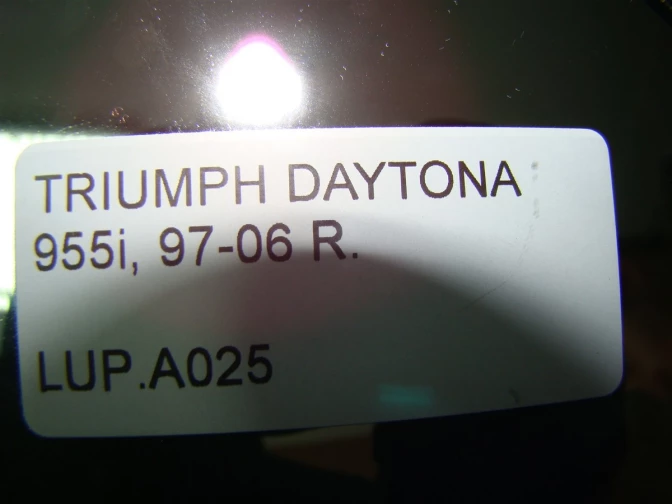 TRIUMPH DAYTONA
955i, 97-06 R.
LUP.A025